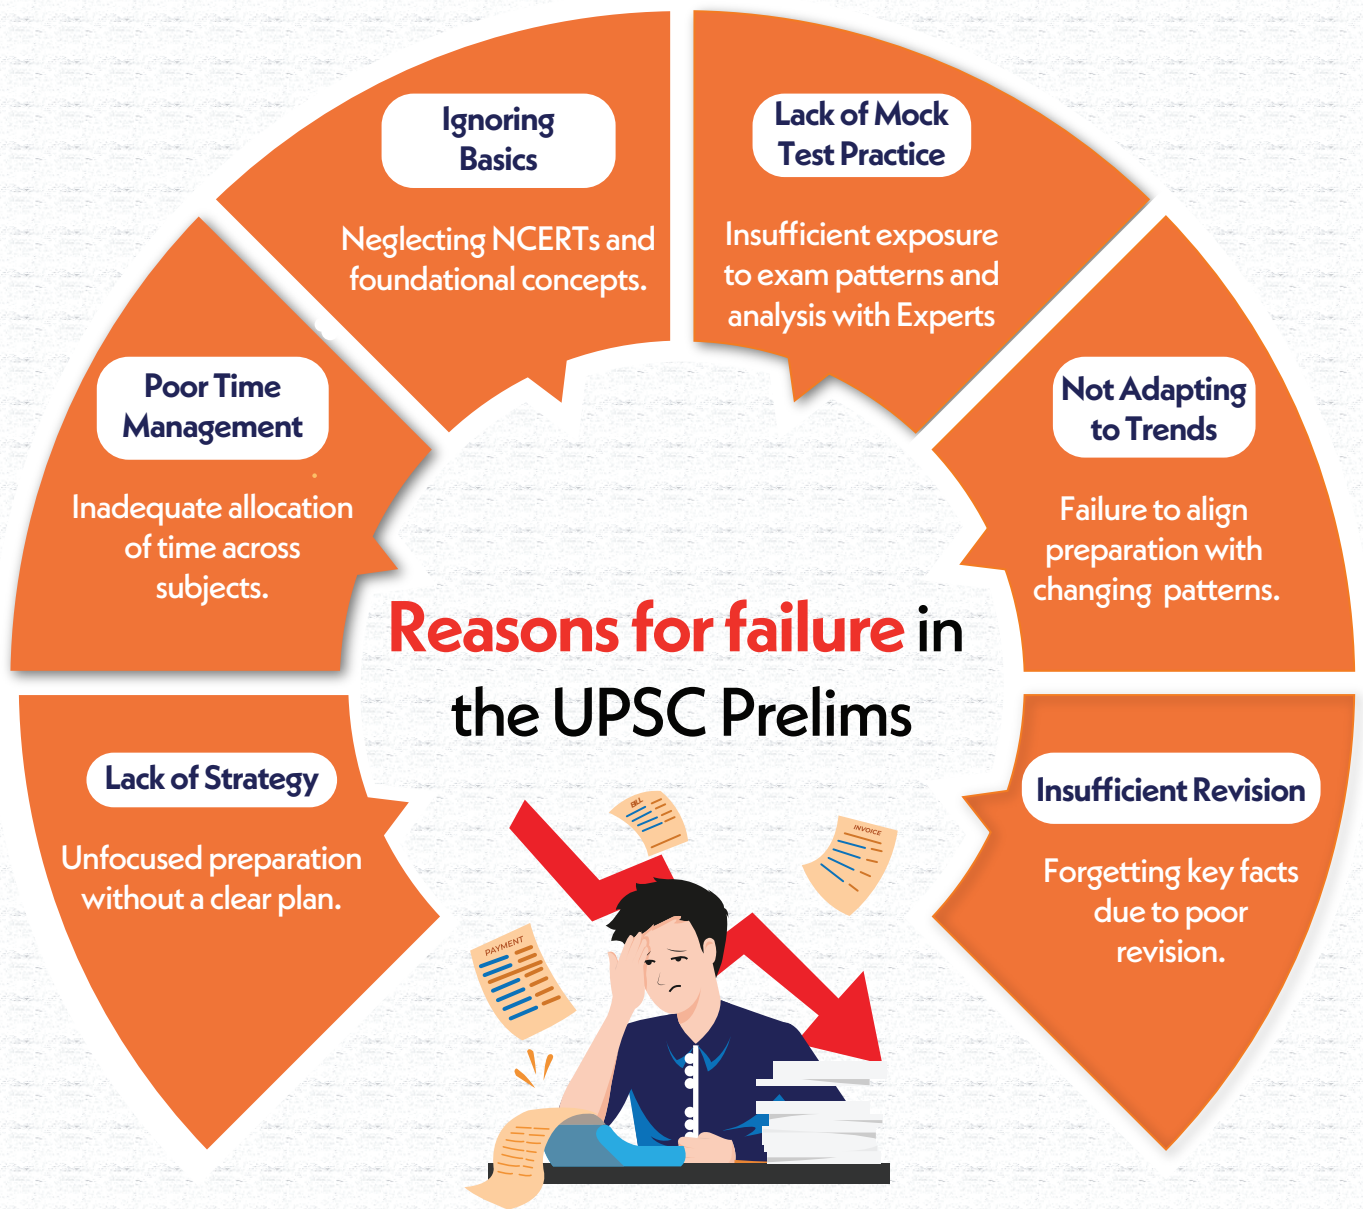 Ignoring
Basics
Neglecting NCERTs and
foundational concepts.
Lack of Mock
Test Practice
Insufficient exposure
to exam patterns and
analysis with Experts
Poor Time
Management
Inadequate allocation
of time across
subjects.
Not Adapting
to Trends
Failure to align
preparation with
changing patterns.
Reasons for failure in
the UPSC Prelims
Lack of Strategy
Unfocused preparation
without a clear plan.
Insufficient Revision
Forgetting key facts
due to poor
revision.
BILL
INVOICE
PAYMENT